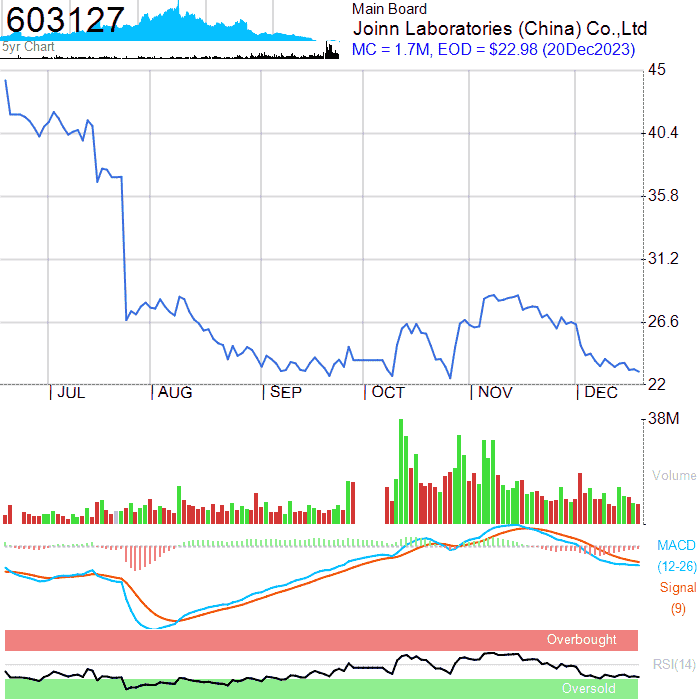 603127
5yr Chart
Main Board
Joinn Laboratories (China) Co.,Ltd
MC = 1.7M, EOD = $22.98 (20Dec2023)
45
40.4
35.8
31.2
26.6
22
JUL AUG SEP OCT NOV DEC
38M
Volume
MACD
(12-26)
Signal
(9)
Overbought
RSI(14)
Oversold